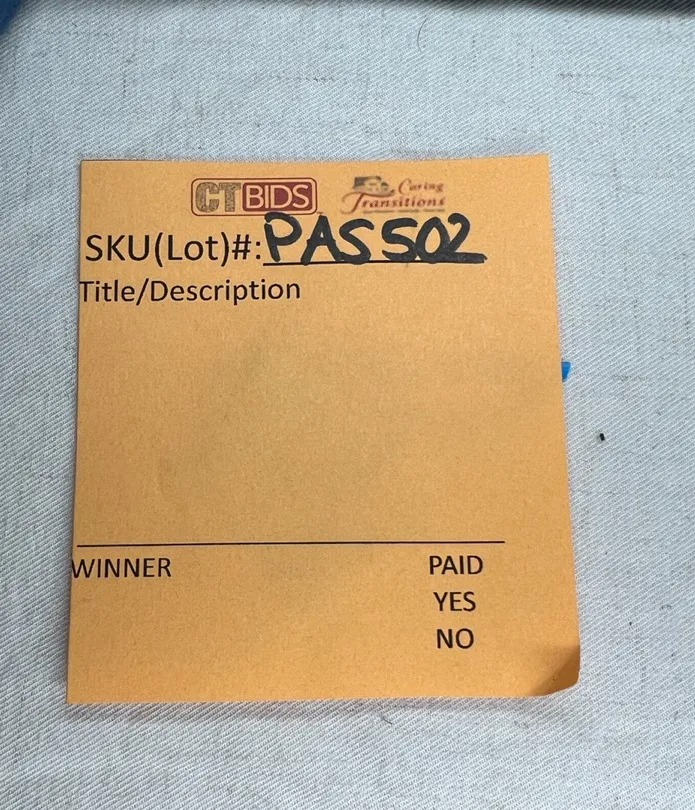 CTBIDS Caring Transitions
SKU(Lot)#: PAS502
Title/Description
WINNER PAID
YES
NO